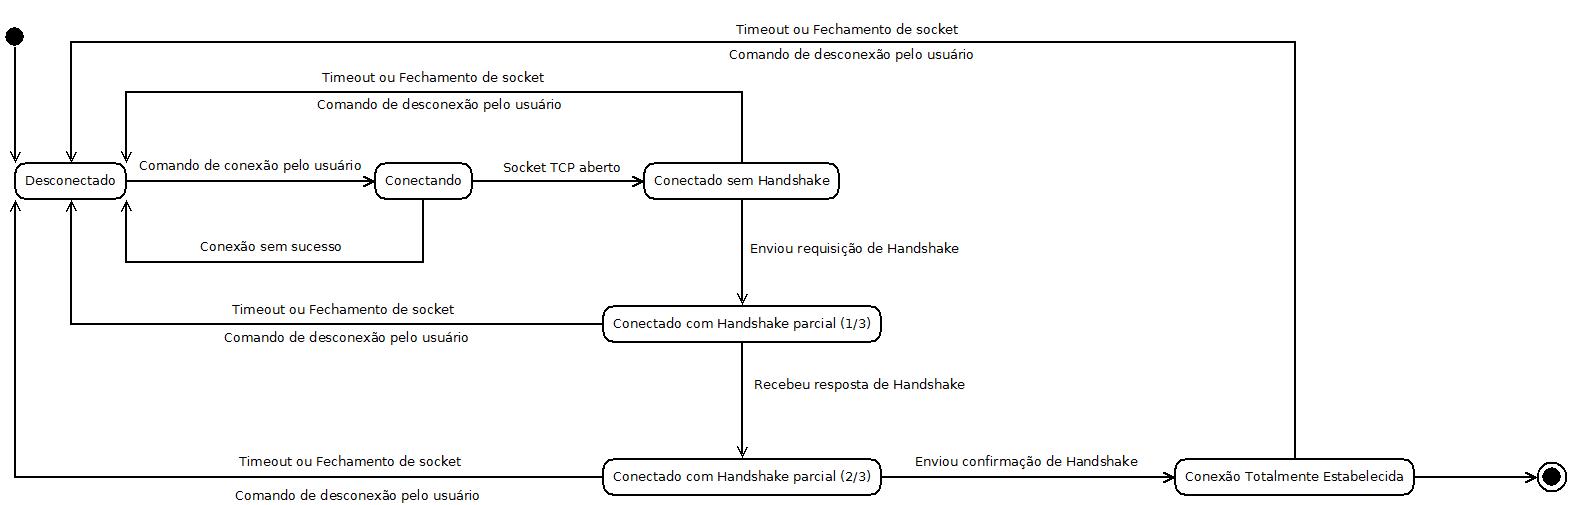 Timeout ou Fechamento de socket
Comando de desconexão pelo usuário
Timeout ou Fechamento de socket
Comando de desconexão pelo usuário
Desconectado
Comando de conexão pelo usuário
Conectando
Socket TCP aberto
Conectado sem Handshake
Conexão sem sucesso
Enviou requisição de Handshake
Timeout ou Fechamento de socket
Comando de desconexão pelo usuário
Conectado com Handshake parcial (1/3)
Recebeu resposta de Handshake
Timeout ou Fechamento de socket
Comando de desconexão pelo usuário
Conectado com Handshake parcial (2/3)
Enviou confirmação de Handshake
Conexão Totalmente Estabelecida